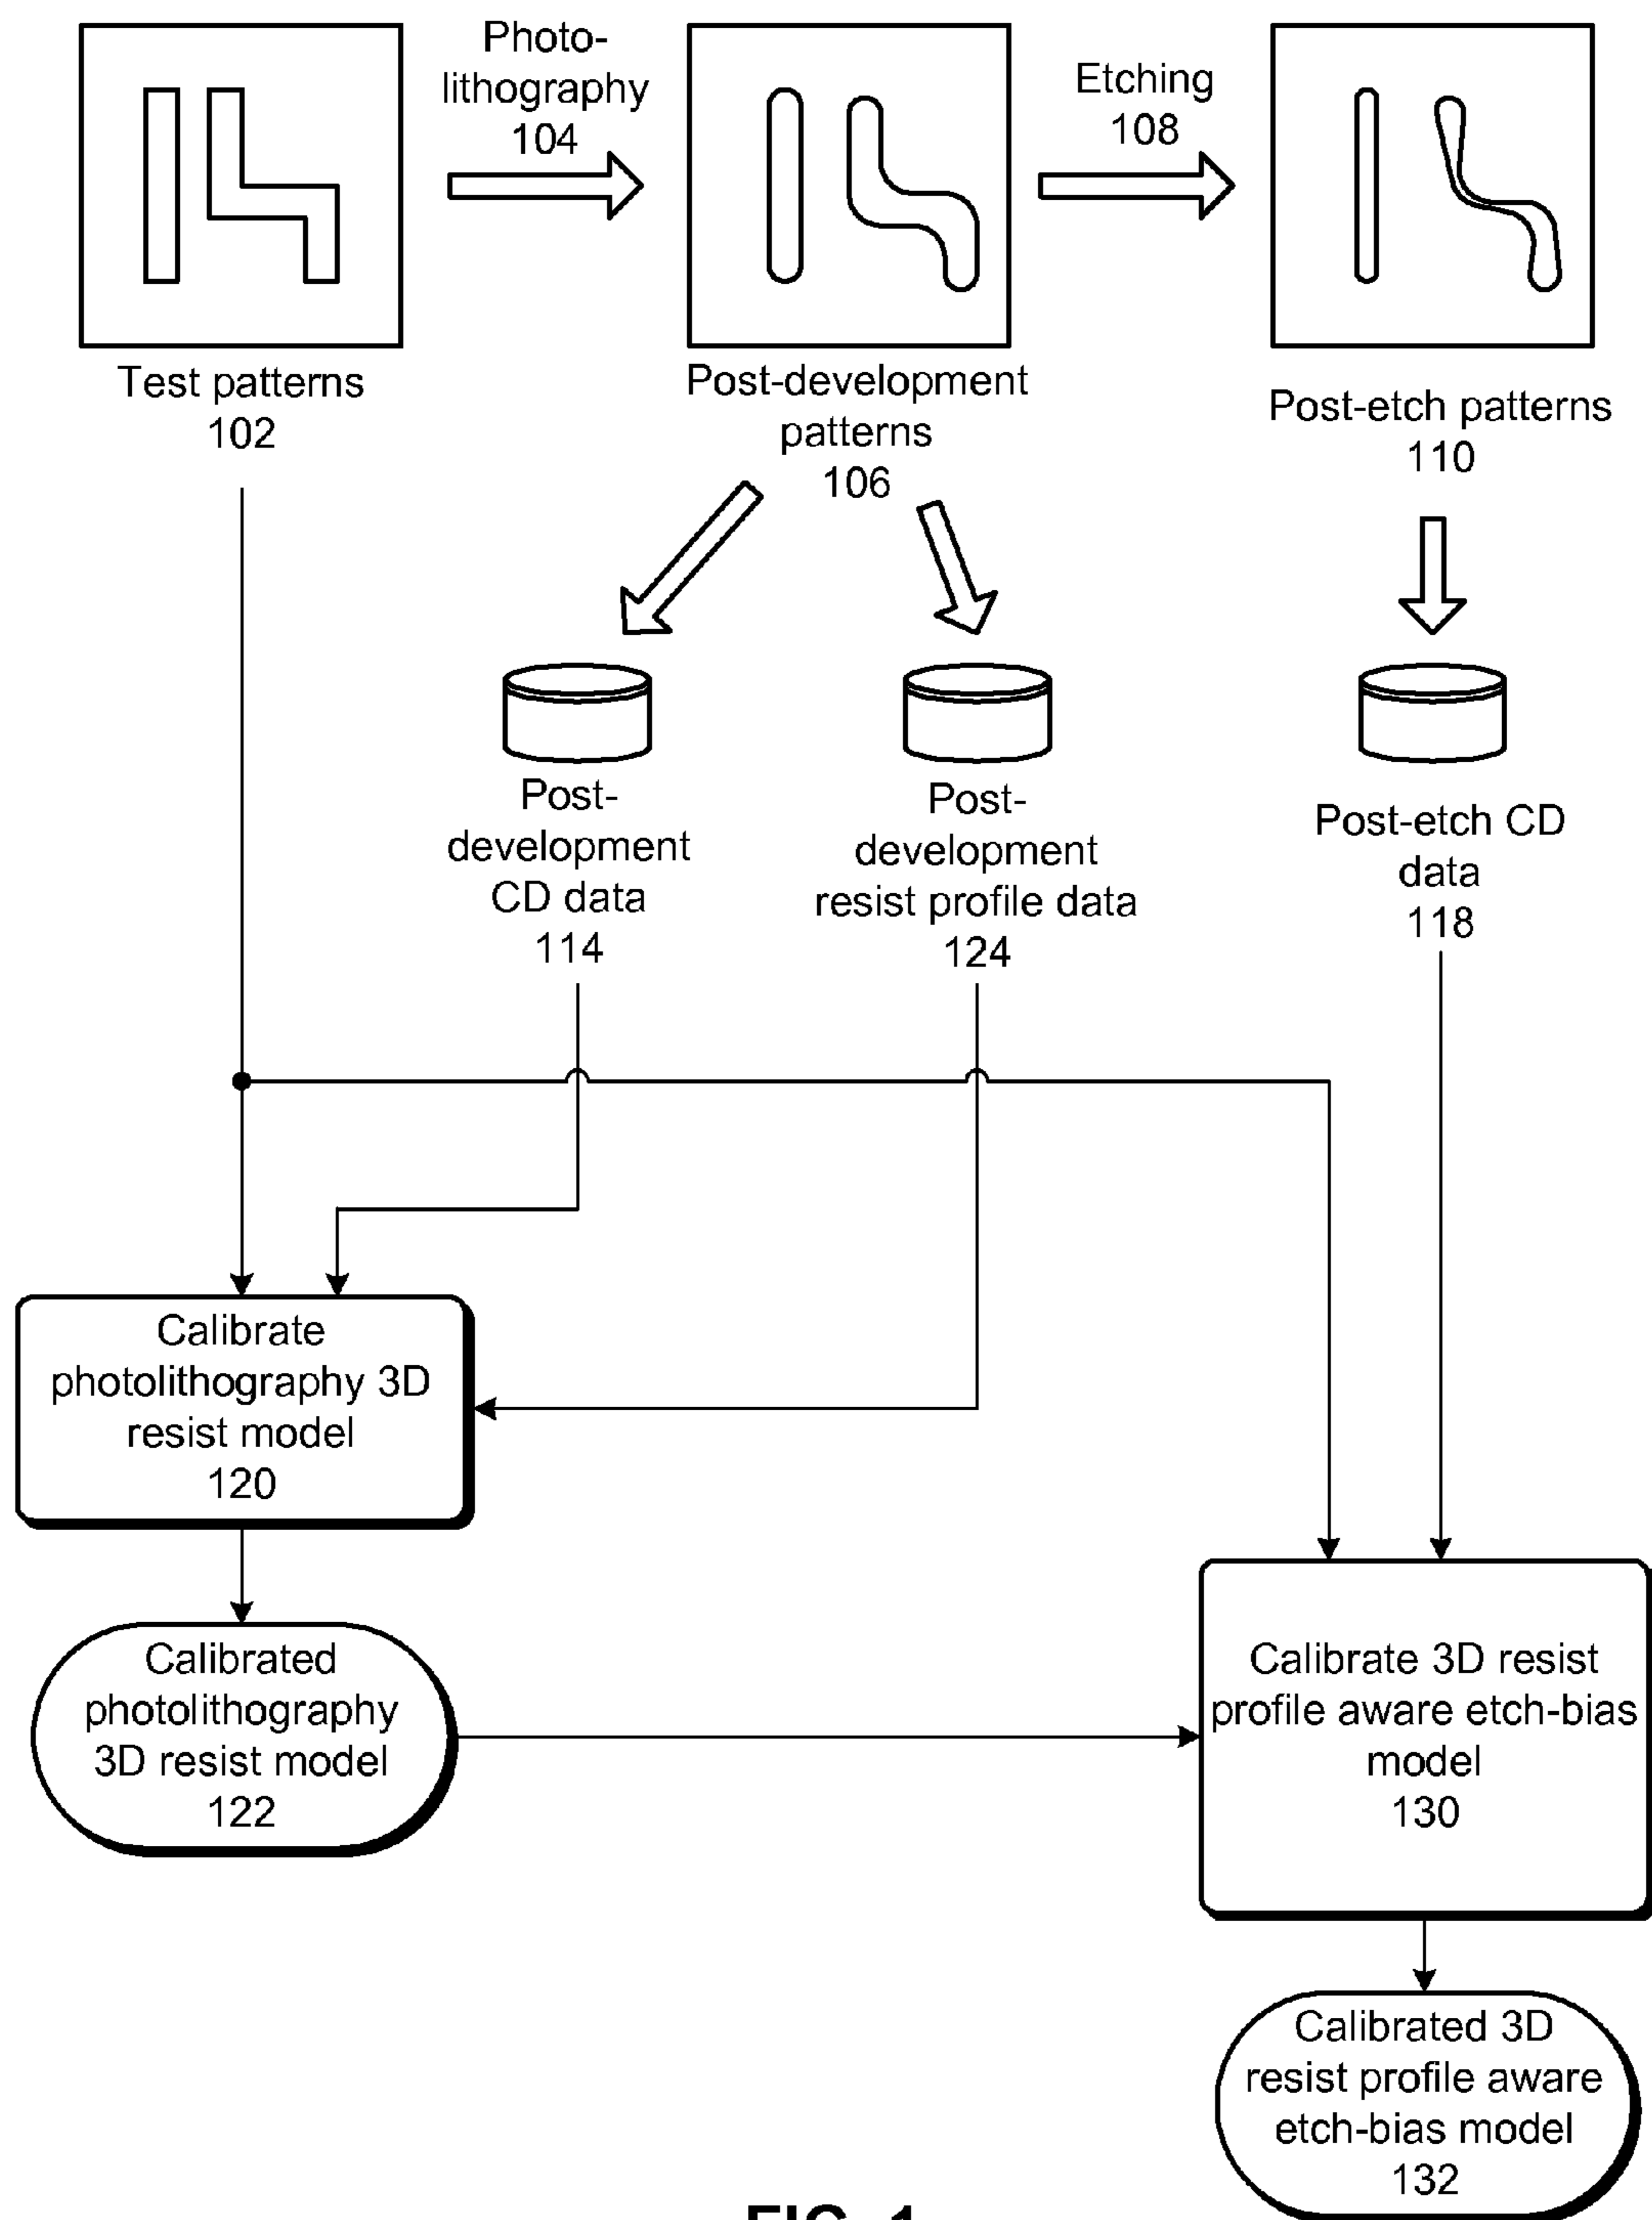 Photo-
lithography
104
Etching
108
Test patterns
102
Post-development
patterns
106
Post-etch patterns
110
Post-
development
CD data
114
Post-
development
resist profile data
124
Post-etch CD
data
118
Calibrate
photolithography 3D
resist model
120
Calibrated
photolithography
3D resist model
122
Calibrate 3D resist
profile aware etch-bias
model
130
Calibrated 3D
resist profile aware
etch-bias model
132
FIG. 1